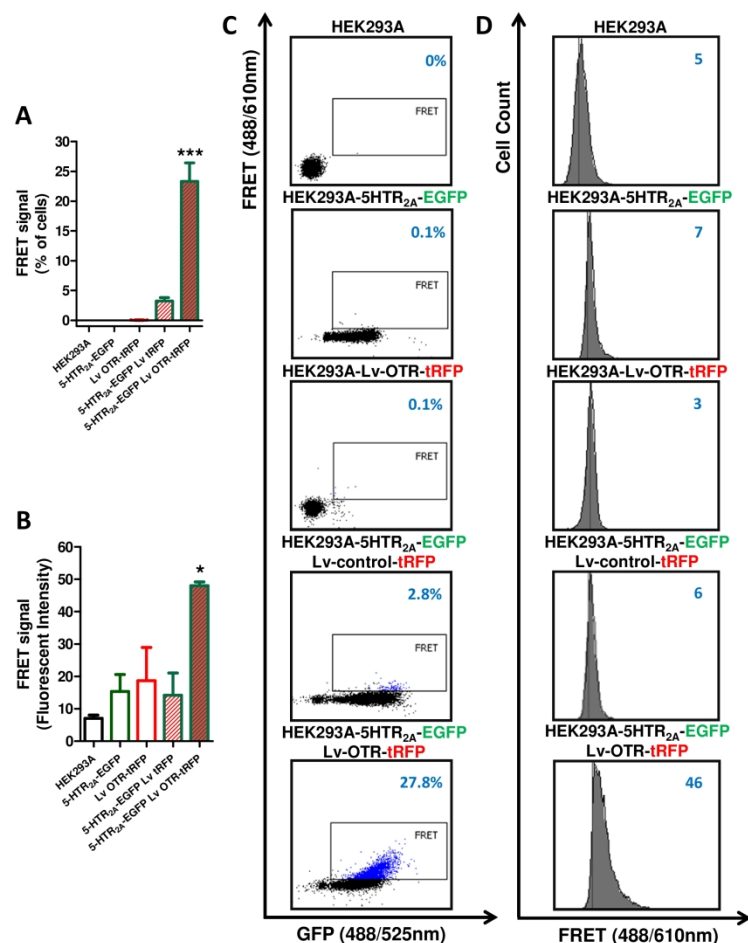 A
FRET signal
(% of cells)
30
25
20
15
10
5
0
***
HEK293A
5-HTR2A-EGFP
Lv OTR-tRFP
5-HTR2A-EGFP Lv tRFP
5-HTR2A-EGFP Lv OTR-tRFP
B
FRET signal
(Fluorescent Intensity)
60
50
40
30
20
10
0
*
HEK293A
5-HTR2A-EGFP
Lv OTR-tRFP
5-HTR2A-EGFP Lv tRFP
5-HTR2A-EGFP Lv OTR-tRFP
C
FRET (488/610nm)
HEK293A
0%
FRET
HEK293A-5HTR2A-EGFP
0.1%
FRET
HEK293A-Lv-OTR-tRFP
0.1%
FRET
HEK293A-5HTR2A-EGFP
Lv-control-tRFP
2.8%
FRET
HEK293A-5HTR2A-EGFP
Lv-OTR-tRFP
27.8%
FRET
GFP (488/525nm)
D
Cell Count
HEK293A
5
HEK293A-5HTR2A-EGFP
7
HEK293A-Lv-OTR-tRFP
3
HEK293A-5HTR2A-EGFP
Lv-control-tRFP
6
HEK293A-5HTR2A-EGFP
Lv-OTR-tRFP
46
FRET (488/610nm)